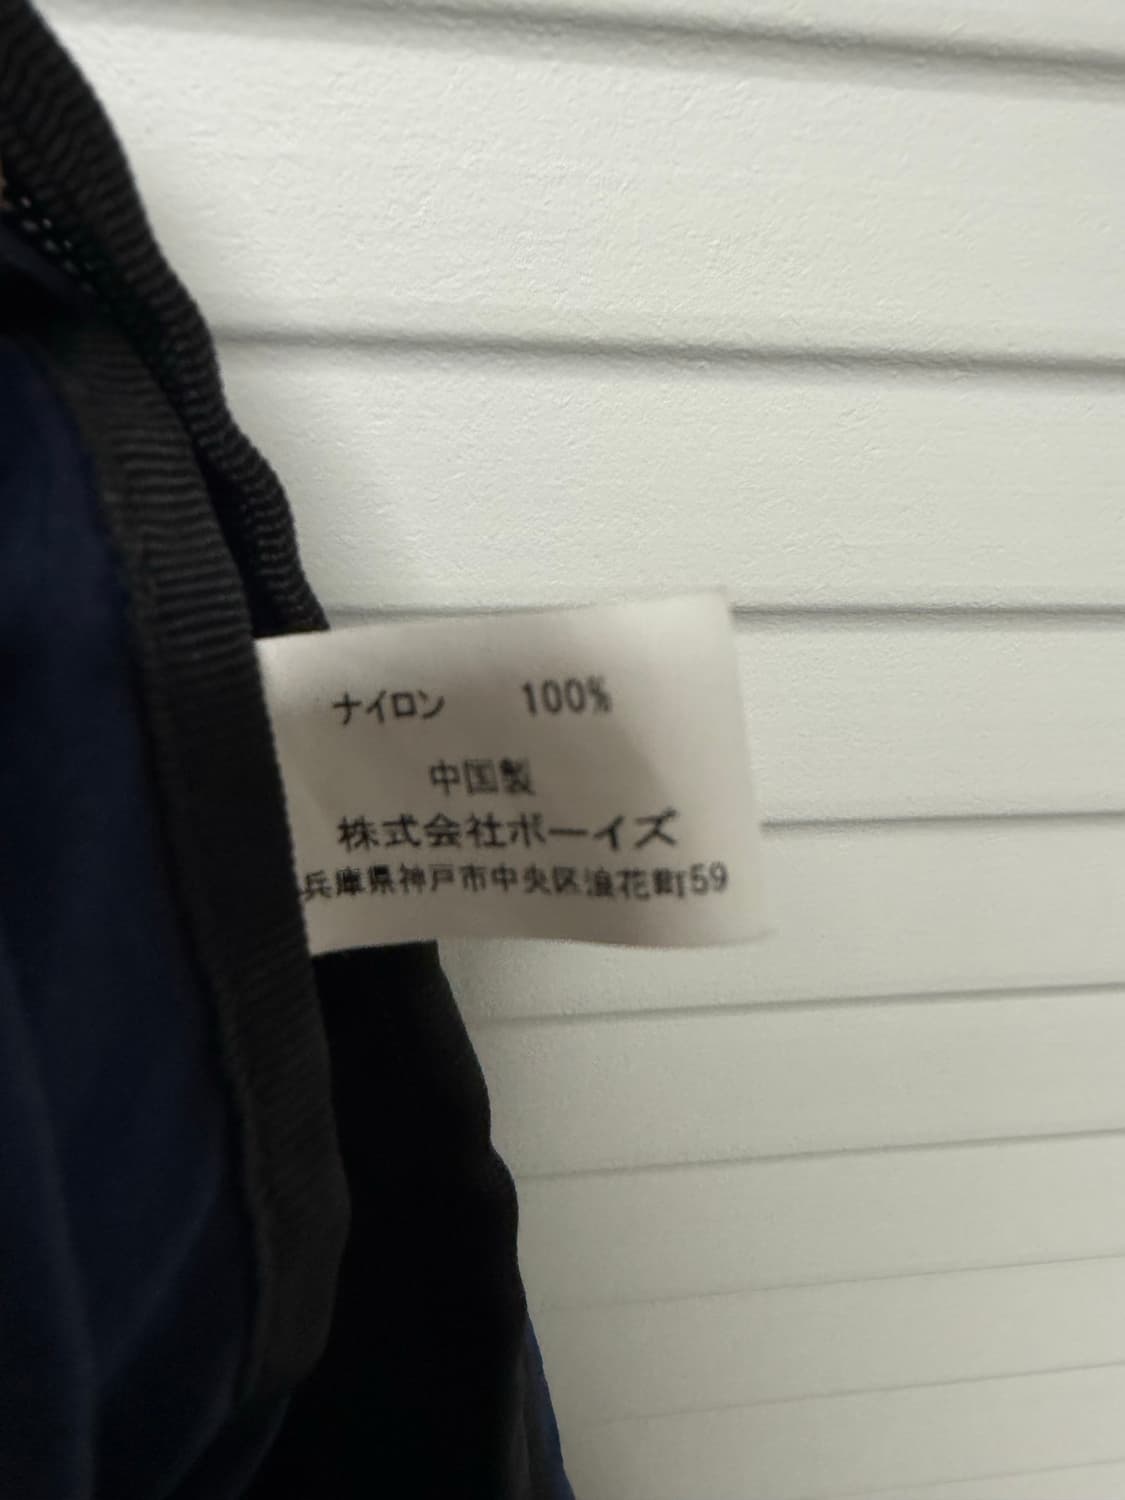 ナイロン 100%
中国製
株式会社ボーイズ
兵庫県神戸市中央区浪花町59